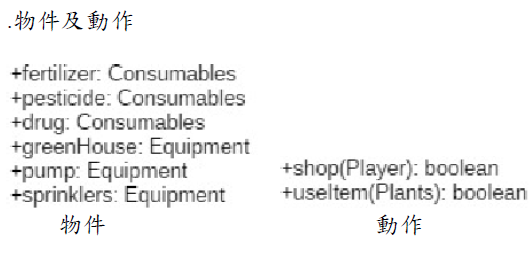 .物件及動作
+fertilizer: Consumables
+pesticide: Consumables
+drug: Consumables
+greenHouse: Equipment
+pump: Equipment
+sprinklers: Equipment
物件
+shop(Player): boolean
+useItem(Plants): boolean
動作